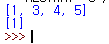 [1, 3, 4, 5]
[1]
>>>